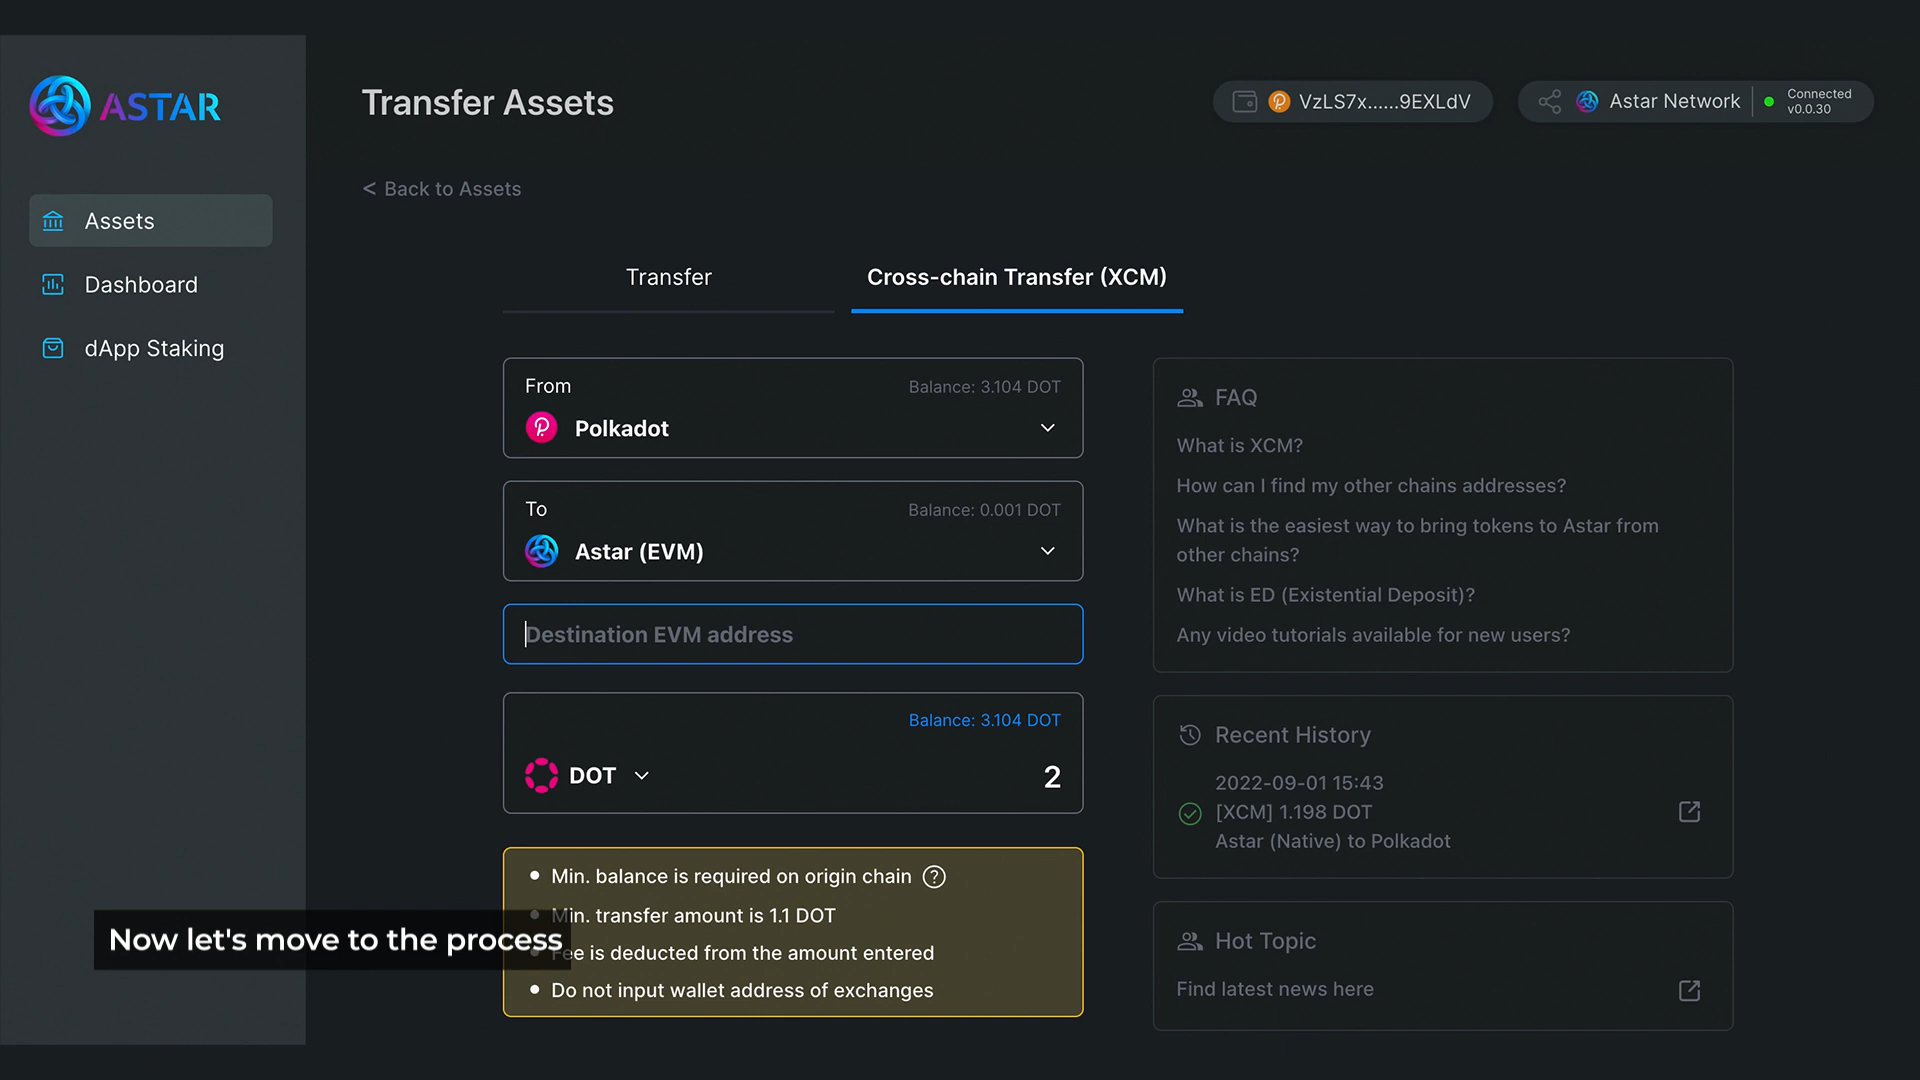 ASTAR
Assets
Dashboard
dApp Staking
Transfer Assets
VzLS7x......9EXLdV
Astar Network
Connected
v0.0.30
< Back to Assets
Transfer
Cross-chain Transfer (XCM)
From
Balance: 3.104 DOT
Polkadot
To
Balance: 0.001 DOT
Astar (EVM)
Destination EVM address
Balance: 3.104 DOT
DOT
2
Min. balance is required on origin chain ?
Min. transfer amount is 1.1 DOT
Fee is deducted from the amount entered
Do not input wallet address of exchanges
FAQ
What is XCM?
How can I find my other chains addresses?
What is the easiest way to bring tokens to Astar from
other chains?
What is ED (Existential Deposit)?
Any video tutorials available for new users?
Recent History
2022-09-01 15:43
[XCM] 1.198 DOT
Astar (Native) to Polkadot
Hot Topic
Find latest news here
Now let's move to the process